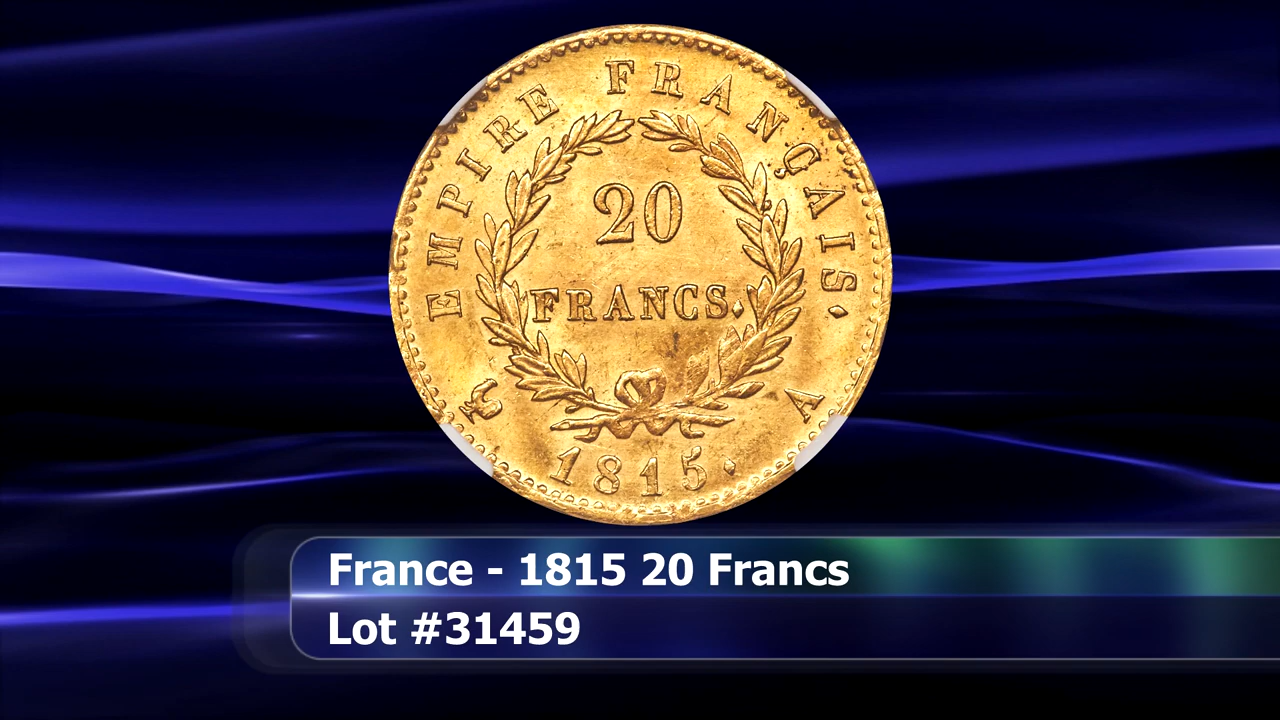 EMPIRE FRANÇAIS.
20
FRANCS.
A
1815.
France - 1815 20 Francs
Lot #31459